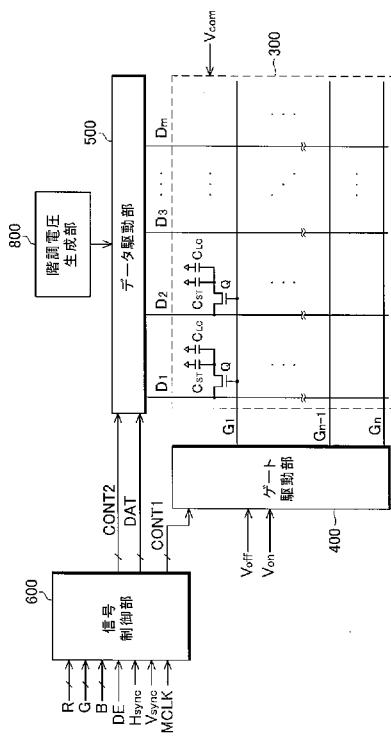 800
階調電圧
生成部
500
データ駆動部
600
信号
制御部
R
G
B
DE
Hsync
Vsync
MCLK
CONT2
DAT
CONT1
Voff
Von
ゲート
駆動部
400
D1
D2
D3
...
Dm
Vcom
300
CST
CLC
Q
CST
CLC
Q
G1
Gn-1
Gn